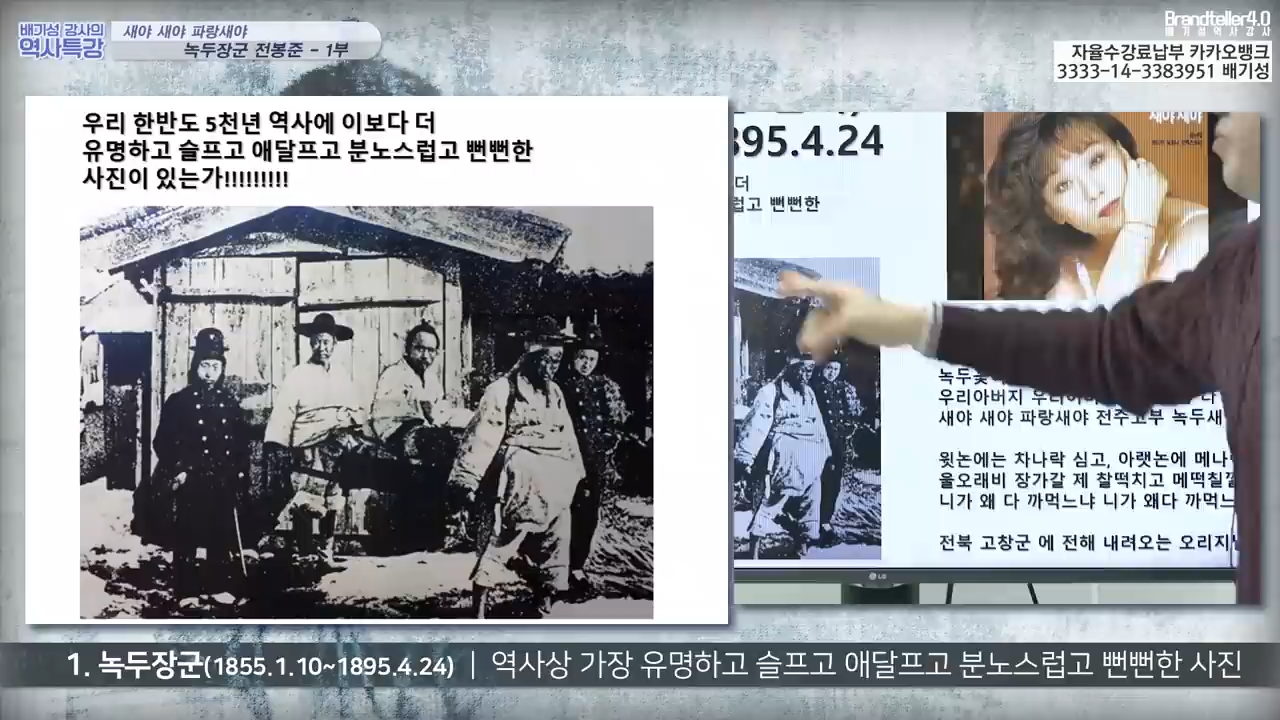 배기성 강사의
역사특강
새야 새야 파랑새야
녹두장군 전봉준 - 1부
Brandteller4.0
배기성역사강사
자율수강료납부 카카오뱅크
3333-14-3383951 배기성
우리 한반도 5천년 역사에 이보다 더
유명하고 슬프고 애달프고 분노스럽고 뻔뻔한
사진이 있는가!!!!!!!!!
895.4.24
더
럽고 뻔뻔한
새야새야
녹두꽃
우리아버지
새야 새야 파랑새야 전주고부 녹두새
윗논에는 차나락 심고, 아랫논에 메나
울오래비 장가갈 제 찰떡치고 메떡칠
니가 왜 다 까먹느냐 니가 왜다 까먹느
전북 고창군 에 전해 내려오는 오리지
LG
1. 녹두장군(1855.1.10~1895.4.24) | 역사상 가장 유명하고 슬프고 애달프고 분노스럽고 뻔뻔한 사진